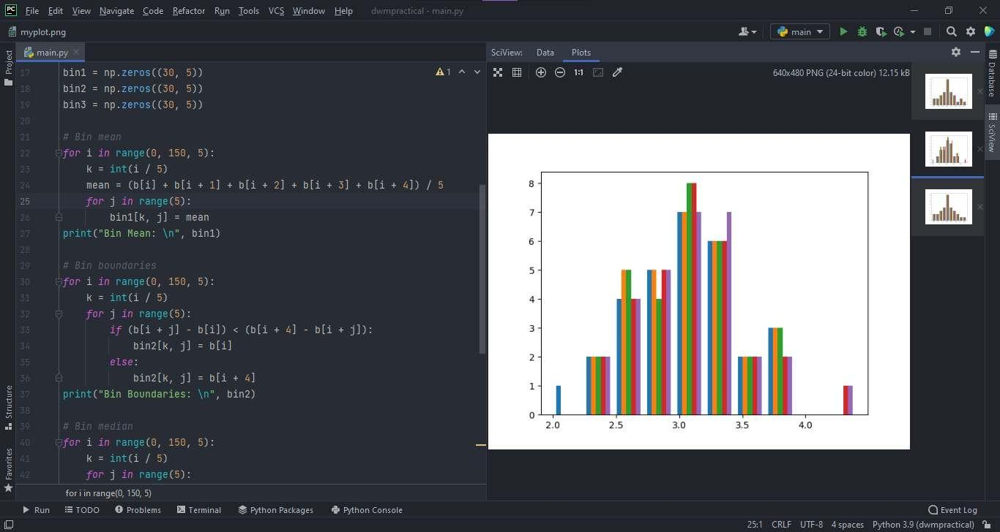 PC File Edit View Navigate Code Refactor Run Tools VCS Window Help dwmpractical - main.py
myplot.png main
Project
main.py
SciView: Data Plots
1:1 640x480 PNG (24-bit color) 12.15 kB
1
17 bin1 = np.zeros((30, 5))
18 bin2 = np.zeros((30, 5))
19 bin3 = np.zeros((30, 5))
20
21 # Bin mean
22 for i in range(0, 150, 5):
23 k = int(i / 5)
24 mean = (b[i] + b[i + 1] + b[i + 2] + b[i + 3] + b[i + 4]) / 5
25 for j in range(5):
26 bin1[k, j] = mean
27 print("Bin Mean: \n", bin1)
28
29 # Bin boundaries
30 for i in range(0, 150, 5):
31 k = int(i / 5)
32 for j in range(5):
33 if (b[i + j] - b[i]) < (b[i + 4] - b[i + j]):
34 bin2[k, j] = b[i]
35 else:
36 bin2[k, j] = b[i + 4]
37 print("Bin Boundaries: \n", bin2)
38
39 # Bin median
40 for i in range(0, 150, 5):
41 k = int(i / 5)
42 for j in range(5):
for i in range(0, 150, 5)
8
7
6
5
4
3
2
1
0
2.0 2.5 3.0 3.5 4.0
Database
SciView
Structure
Favorites
Run TODO Problems Terminal Python Packages Python Console Event Log
25:1 CRLF UTF-8 4 spaces Python 3.9 (dwmpractical)